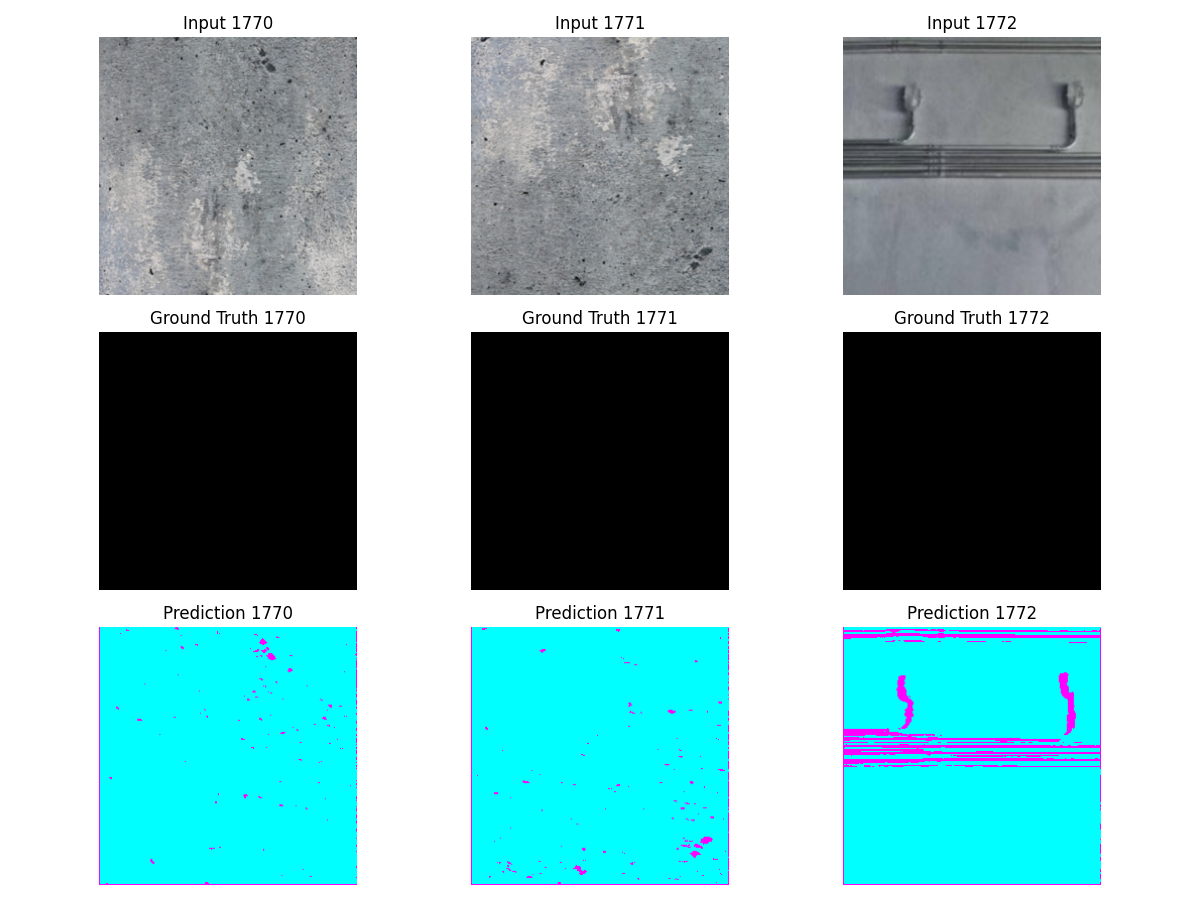 Input 1770
Input 1771
Input 1772
Ground Truth 1770
Ground Truth 1771
Ground Truth 1772
Prediction 1770
Prediction 1771
Prediction 1772